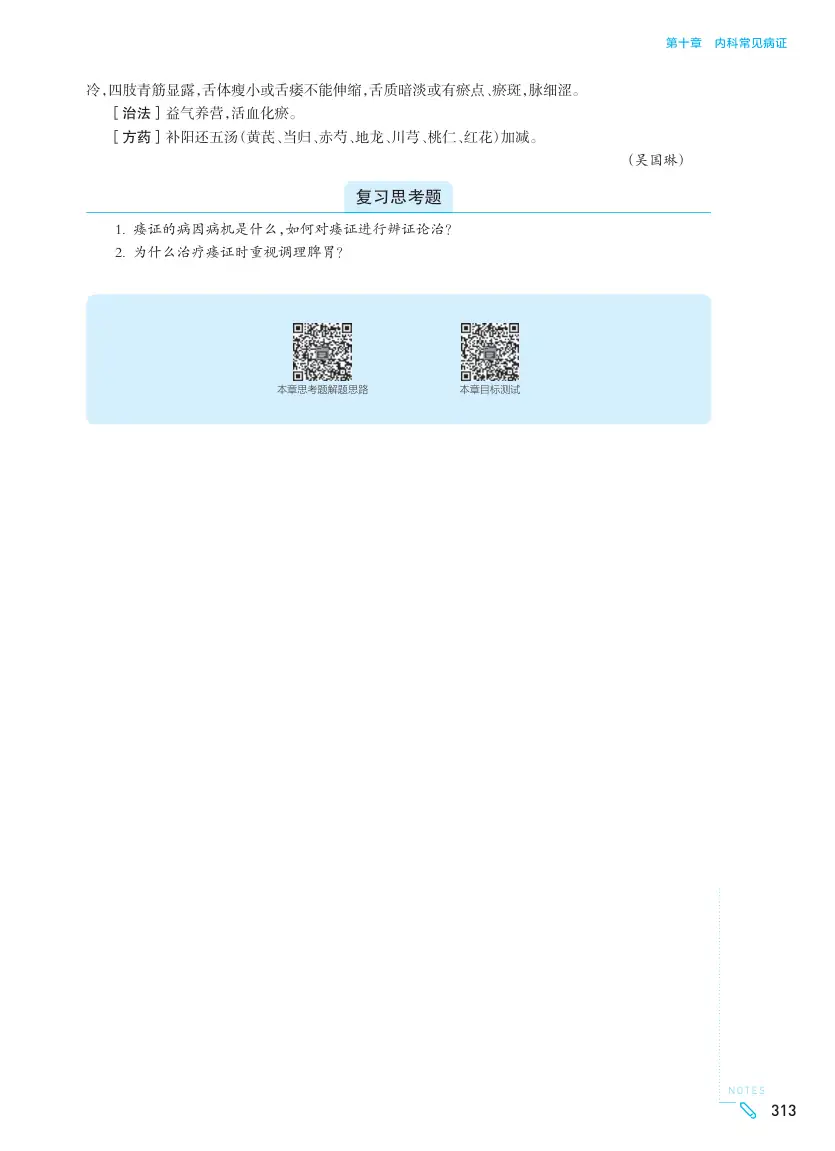 第十章 内科常见病证
冷,四肢青筋显露,舌体瘦小或舌痿不能伸缩,舌质暗淡或有瘀点、瘀斑,脉细涩。
[治法] 益气养营,活血化瘀。
[方药] 补阳还五汤(黄芪、当归、赤芍、地龙、川芎、桃仁、红花)加减。
(吴国琳)
复习思考题
1. 痿证的病因病机是什么,如何对痿证进行辨证论治?
2. 为什么治疗痿证时重视调理脾胃?
本章思考题解题思路
本章目标测试
NOTES
313